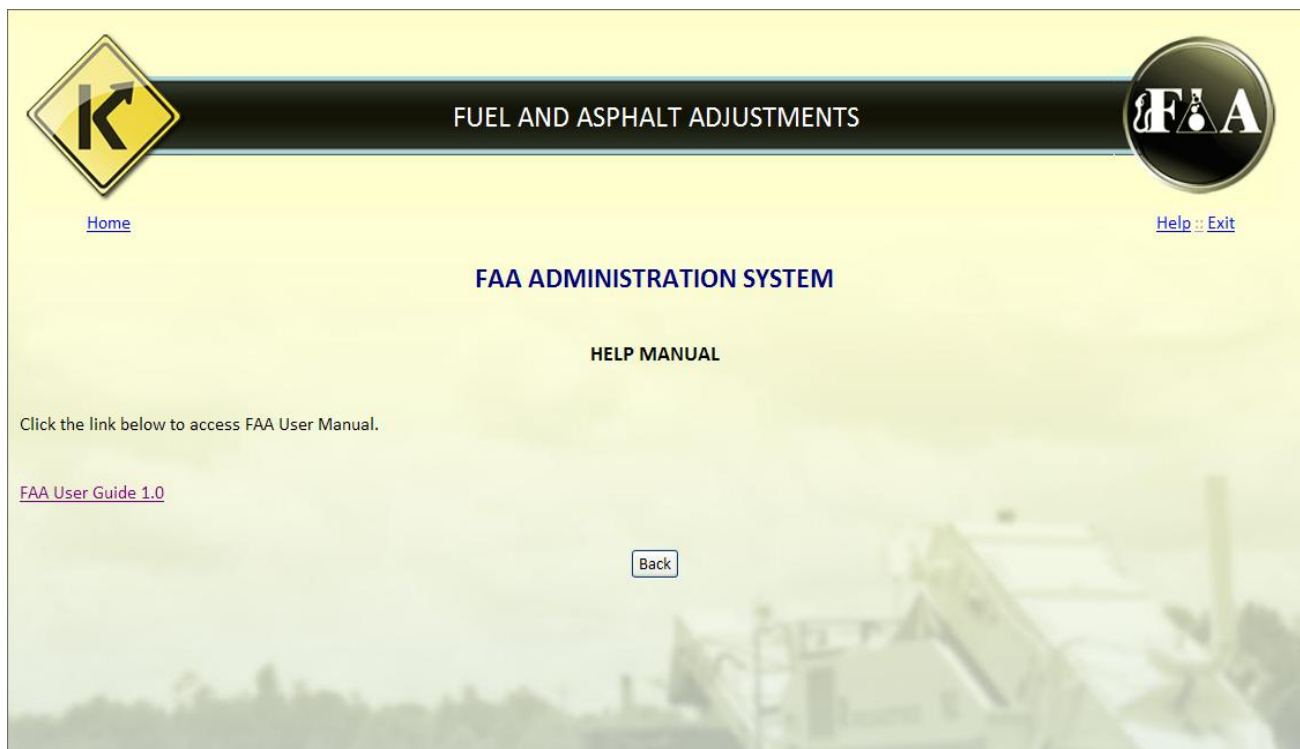 K
FUEL AND ASPHALT ADJUSTMENTS
FAA
Home
Help :: Exit
FAA ADMINISTRATION SYSTEM
HELP MANUAL
Click the link below to access FAA User Manual.
FAA User Guide 1.0
Back